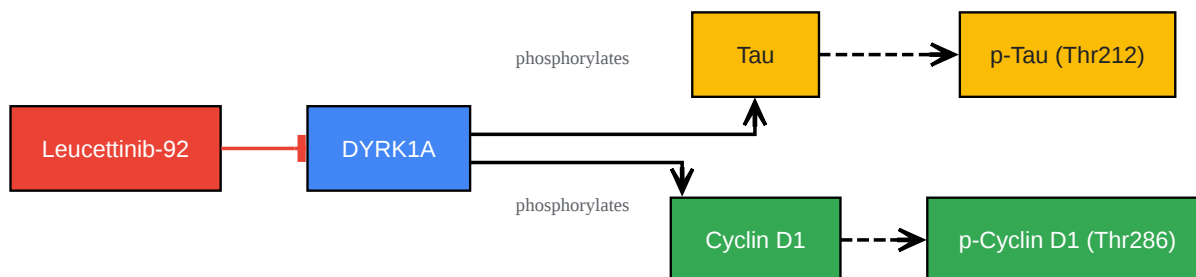 phosphorylates
Tau
p-Tau (Thr212)
Leucettinib-92
DYRK1A
phosphorylates
Cyclin D1
p-Cyclin D1 (Thr286)